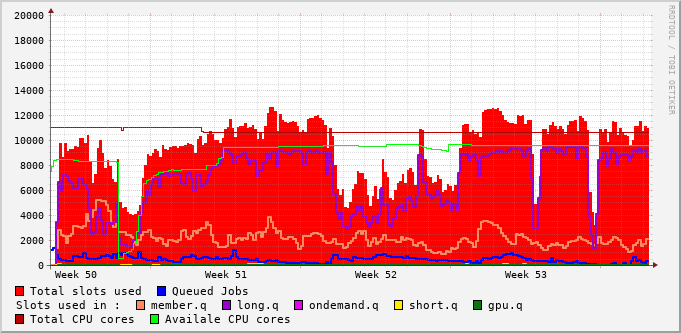 RRDTOOL / TOBI OETIKER
20000
18000
16000
14000
12000
10000
8000
6000
4000
2000
0
Week 50 Week 51 Week 52 Week 53
Total slots used Queued Jobs
Slots used in : member.q long.q ondemand.q short.q gpu.q
Total CPU cores Availale CPU cores